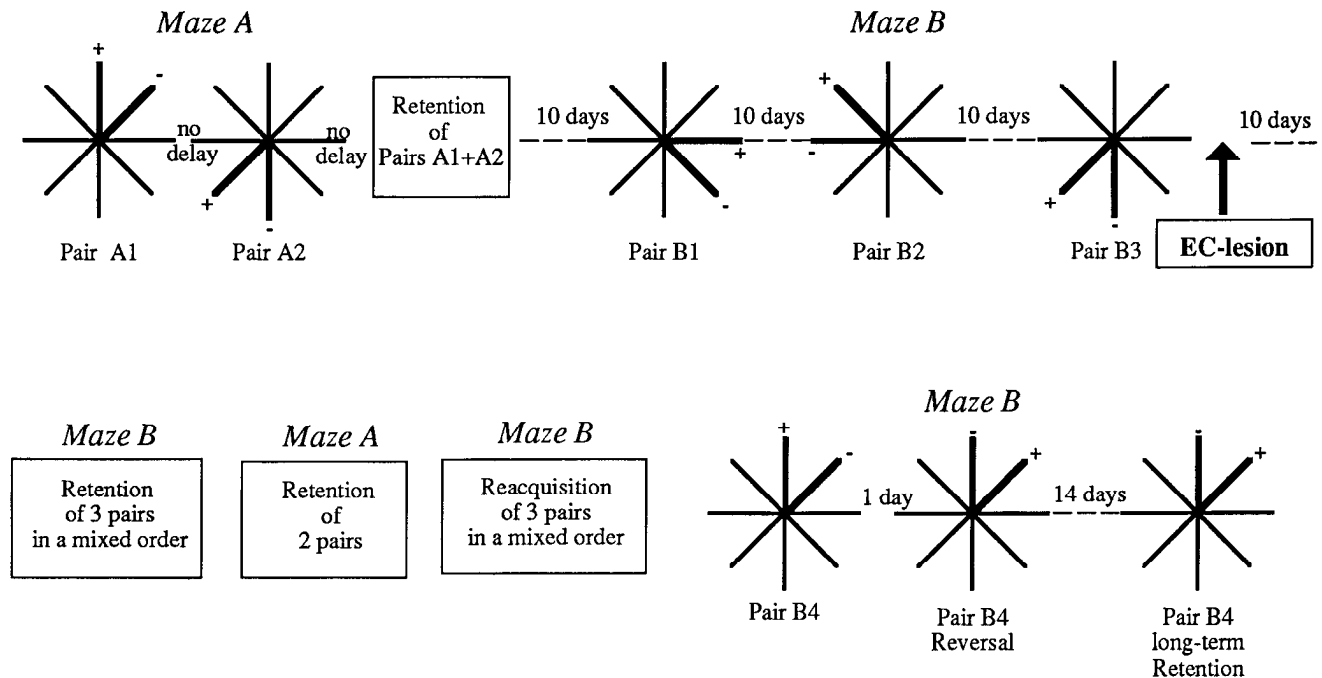 Maze A
Maze B
+
-
no
delay
+
-
Pair A1
Pair A2
no
delay
Retention
of
Pairs A1+A2
10 days
+
-
Pair B1
10 days
+
-
Pair B2
10 days
+
-
Pair B3
10 days
EC-lesion
Maze B
Retention
of 3 pairs
in a mixed order
Maze A
Retention
of
2 pairs
Maze B
Reacquisition
of 3 pairs
in a mixed order
Maze B
+
-
Pair B4
1 day
-
+
Pair B4
Reversal
14 days
-
+
Pair B4
long-term
Retention